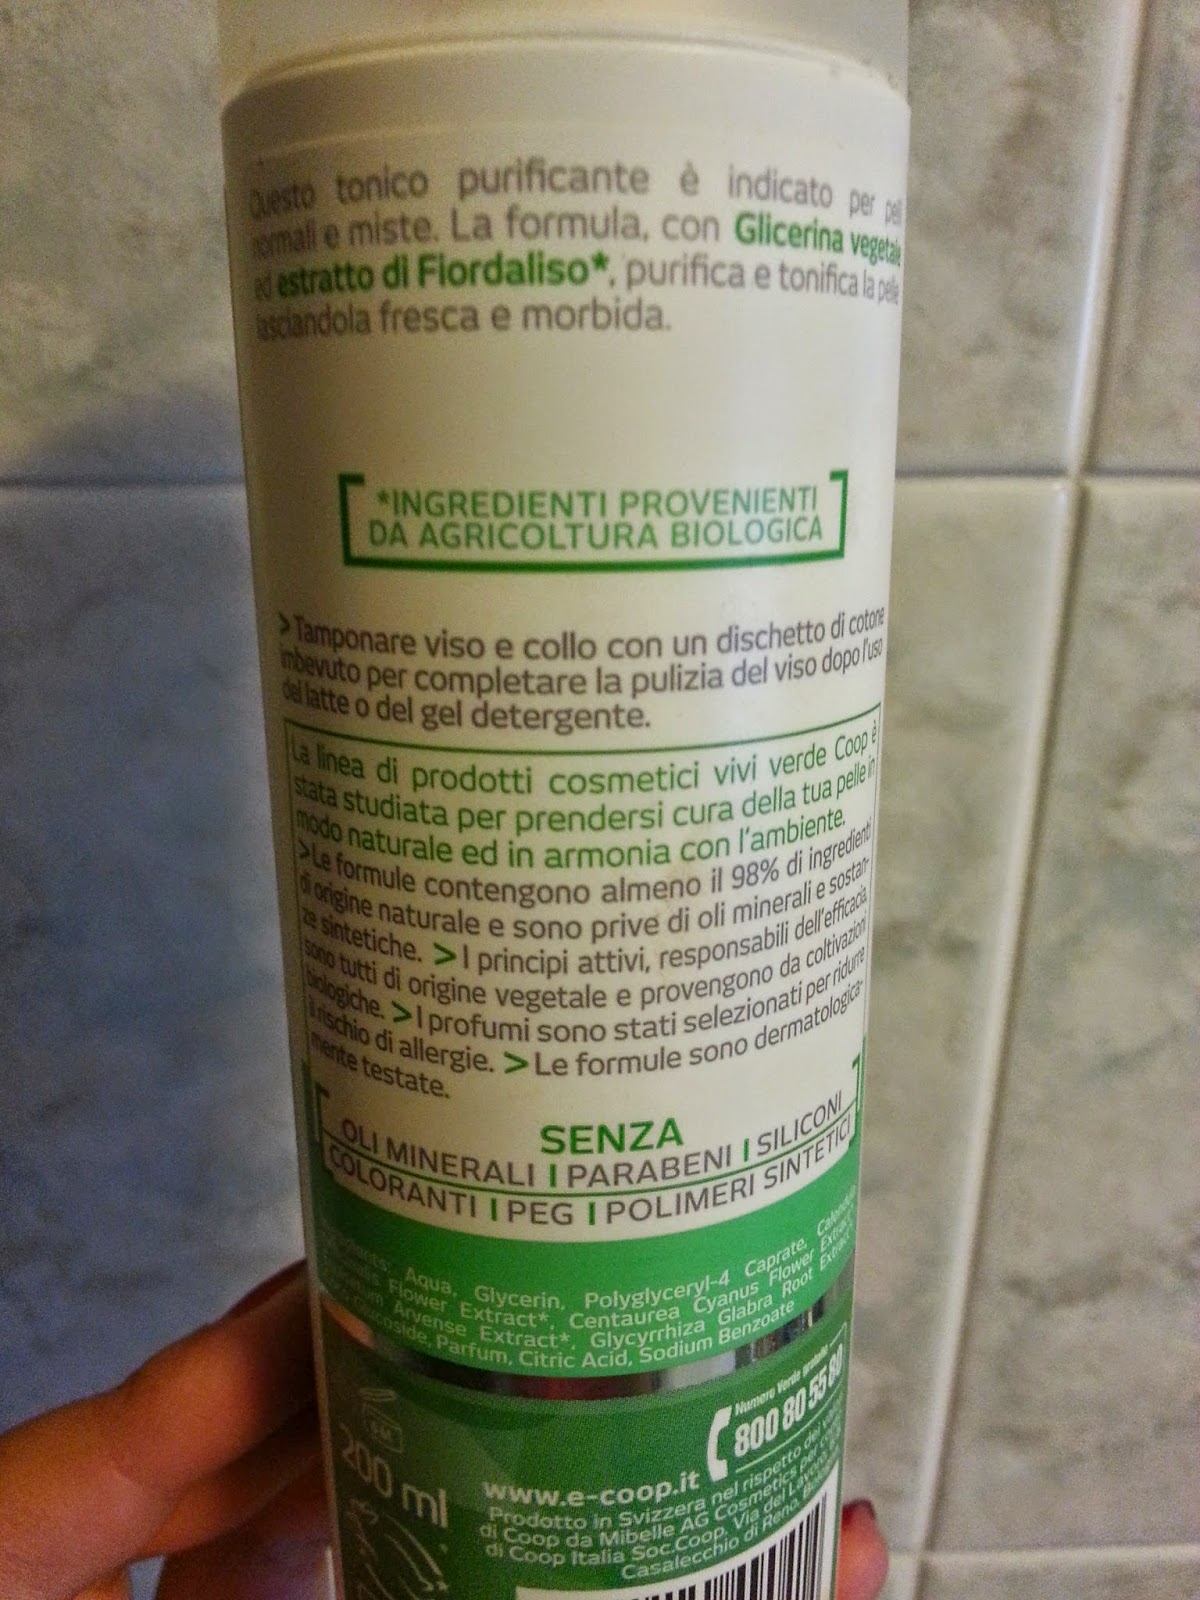 Questo tonico purificante è indicato per pelli
normali e miste. La formula, con Glicerina vegetale
ed estratto di Fiordaliso*, purifica e tonifica la pelle
lasciandola fresca e morbida.
*INGREDIENTI PROVENIENTI
DA AGRICOLTURA BIOLOGICA
> Tamponare viso e collo con un dischetto di cotone
imbevuto per completare la pulizia del viso dopo l'uso
del latte o del gel detergente.
La linea di prodotti cosmetici vivi verde Coop è
stata studiata per prendersi cura della tua pelle in
modo naturale ed in armonia con l'ambiente.
>Le formule contengono almeno il 98% di ingredienti
di origine naturale e sono prive di oli minerali e sostan-
ze sintetiche. >I principi attivi, responsabili dell'efficacia
sono tutti di origine vegetale e provengono da coltivazioni
biologiche. >I profumi sono stati selezionati per ridurre
il rischio di allergie. >Le formule sono dermatologica-
mente testate.
SENZA
OLI MINERALI | PARABENI | SILICONI
COLORANTI | PEG | POLIMERI SINTETICI
Aqua, Glycerin, Polyglyceryl-4 Caprate, Calendula
Flower Extract*, Centaurea Cyanus Flower Extract*,
Arvense Extract*, Glycyrrhiza Glabra Root Extract*,
Parfum, Citric Acid, Sodium Benzoate
Numero Verde gratuito
800 80 55 80
200 ml
www.e-coop.it
Prodotto in Svizzera nel rispetto dei valori
di Coop da Mibelle AG Cosmetics per conto
di Coop Italia Soc.Coop. Via del Lavoro,
Casalecchio di Reno, Bologna